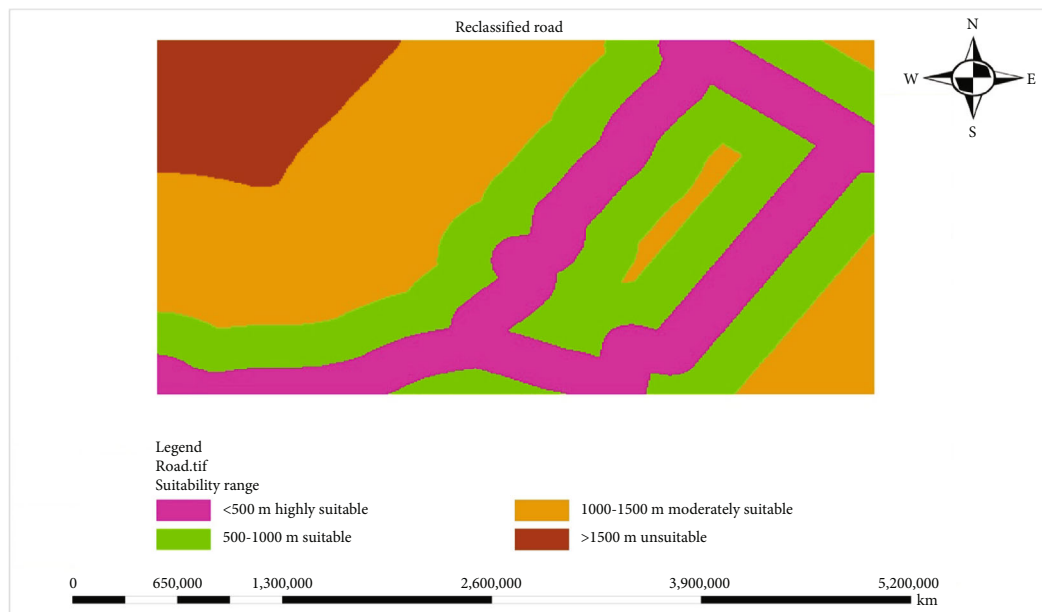 Reclassified road
N
W E
S
Legend
Road.tif
Suitability range
<500 m highly suitable
500-1000 m suitable
1000-1500 m moderately suitable
>1500 m unsuitable
0 650,000 1,300,000 2,600,000 3,900,000 5,200,000
km